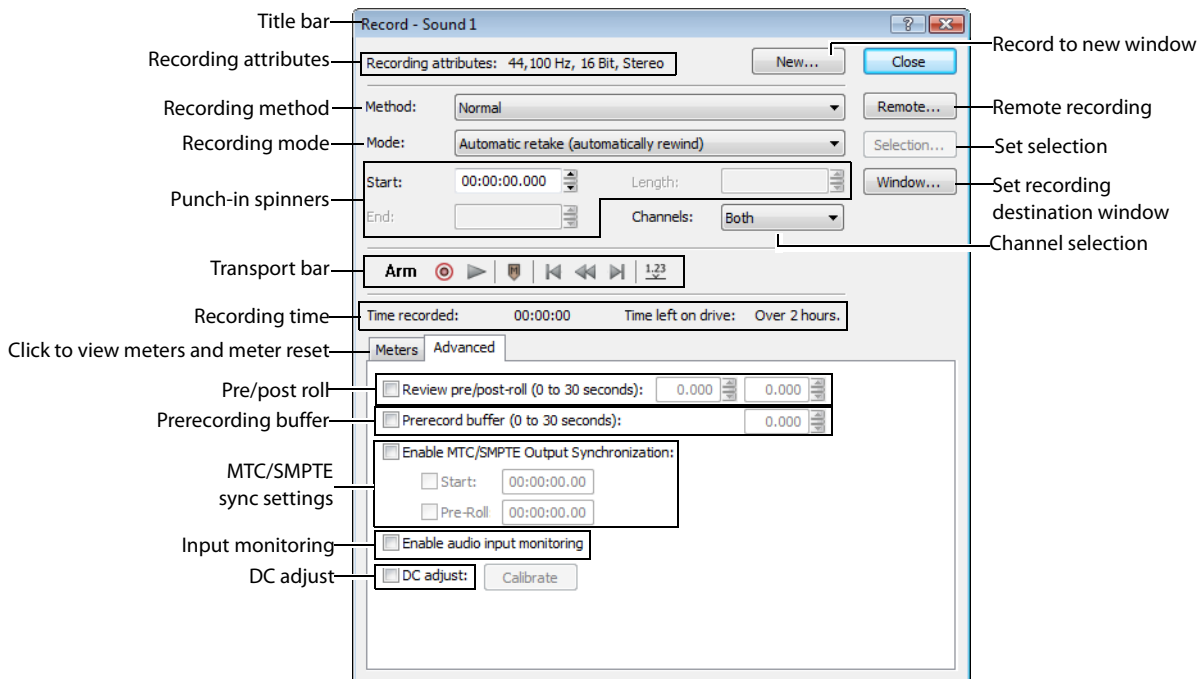 Title bar
Record - Sound 1
?
Recording attributes
Recording attributes: 44,100 Hz, 16 Bit, Stereo
New...
Close
Record to new window
Recording method
Method:
Normal
Remote...
Remote recording
Recording mode
Mode:
Automatic retake (automatically rewind)
Selection...
Set selection
Punch-in spinners
Start:
00:00:00.000
Length:
Window...
Set recording
destination window
End:
Channels:
Both
Channel selection
Transport bar
Arm
M
1.23
Recording time
Time recorded:
00:00:00
Time left on drive:
Over 2 hours.
Click to view meters and meter reset
Meters
Advanced
Pre/post roll
Review pre/post-roll (0 to 30 seconds):
0.000
0.000
Prerecording buffer
Prerecord buffer (0 to 30 seconds):
0.000
MTC/SMPTE
sync settings
Enable MTC/SMPTE Output Synchronization:
Start:
00:00:00.00
Pre-Roll
00:00:00.00
Input monitoring
Enable audio input monitoring
DC adjust
DC adjust:
Calibrate